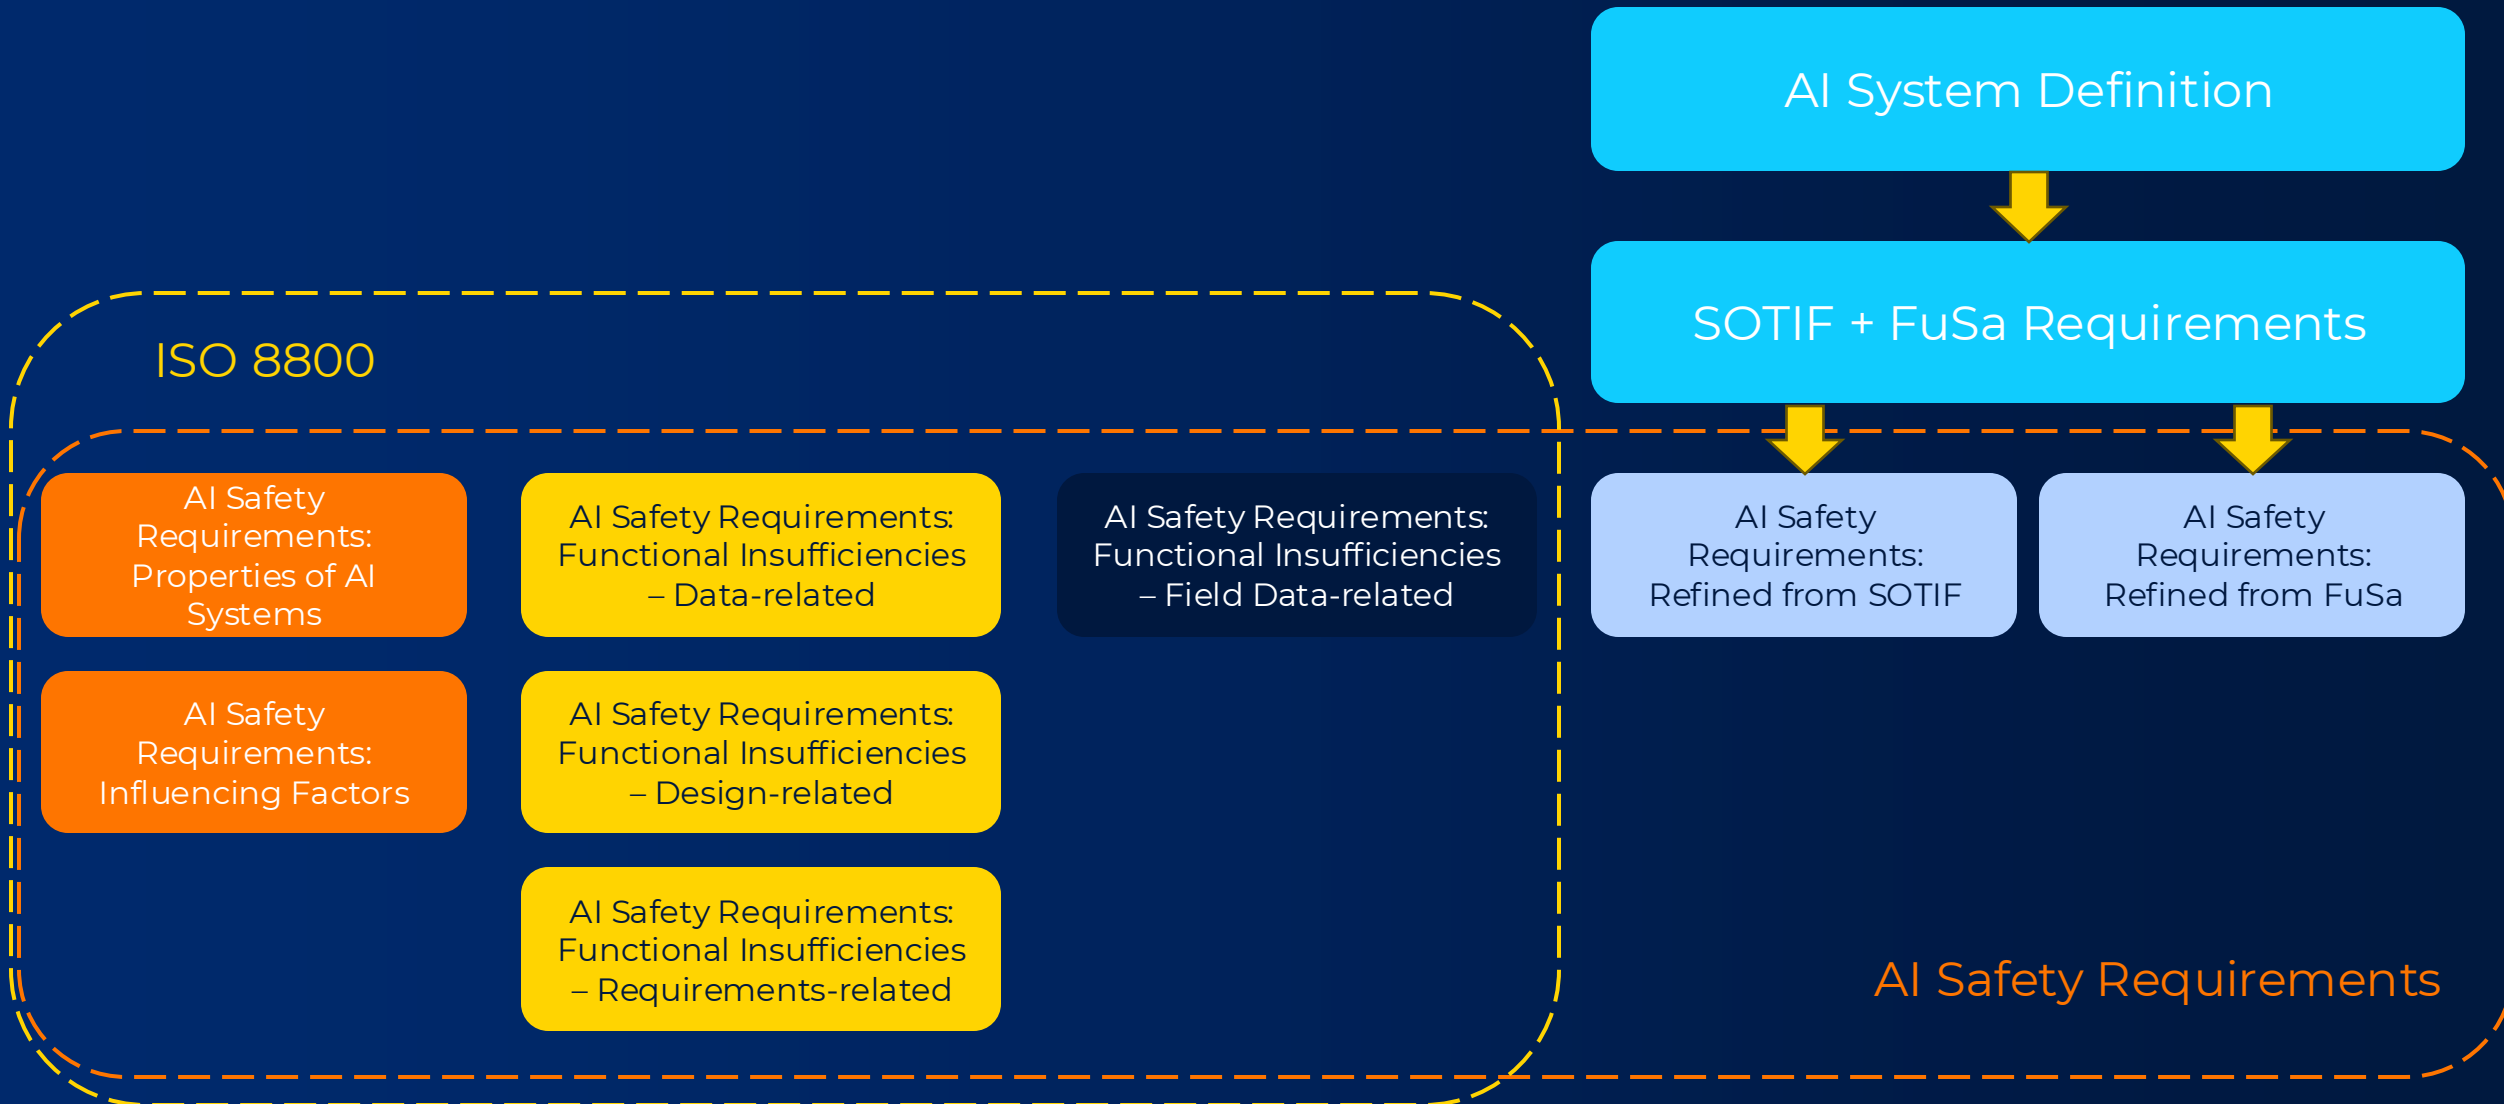 AI System Definition
SOTIF + FuSa Requirements
ISO 8800
AI Safety
Requirements:
Properties of AI
Systems
AI Safety Requirements:
Functional Insufficiencies
– Data-related
AI Safety Requirements:
Functional Insufficiencies
– Field Data-related
AI Safety
Requirements:
Refined from SOTIF
AI Safety
Requirements:
Refined from FuSa
AI Safety
Requirements:
Influencing Factors
AI Safety Requirements:
Functional Insufficiencies
– Design-related
AI Safety Requirements:
Functional Insufficiencies
– Requirements-related
AI Safety Requirements